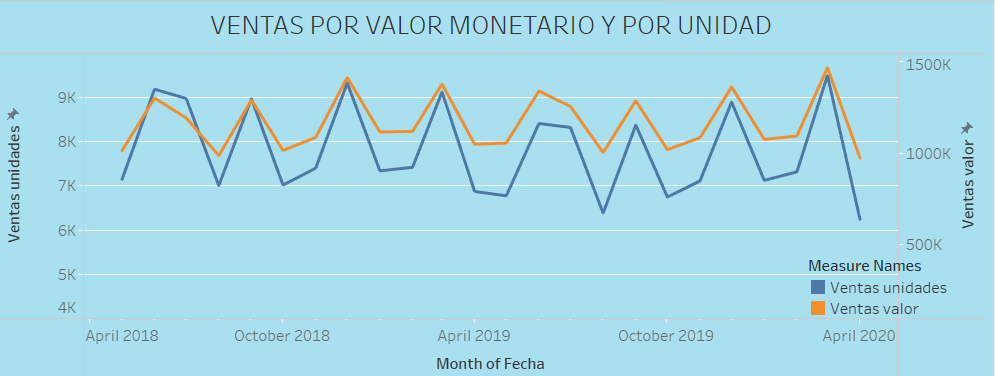 VENTAS POR VALOR MONETARIO Y POR UNIDAD
Ventas unidades
9K
8K
7K
6K
5K
4K
1500K
1000K
500K
Ventas valor
Measure Names
Ventas unidades
Ventas valor
April 2018
October 2018
April 2019
October 2019
April 2020
Month of Fecha